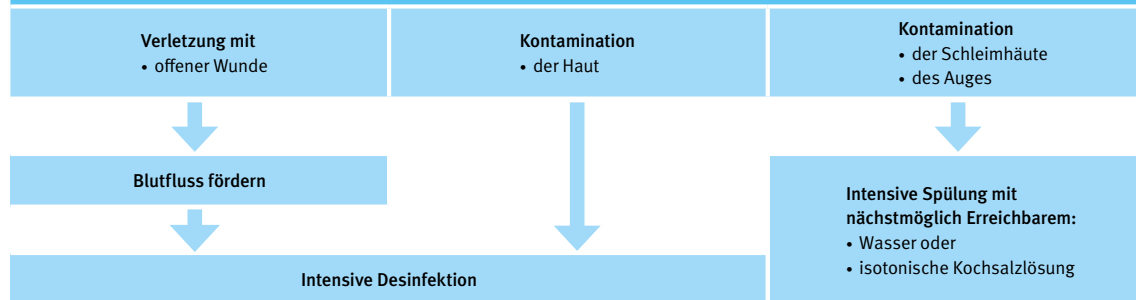 Verletzung mit
• offener Wunde
Kontamination
• der Haut
Kontamination
• der Schleimhäute
• des Auges
Blutfluss fördern
Intensive Spülung mit
nächstmöglich Erreichbarem:
• Wasser oder
• isotonische Kochsalzlösung
Intensive Desinfektion